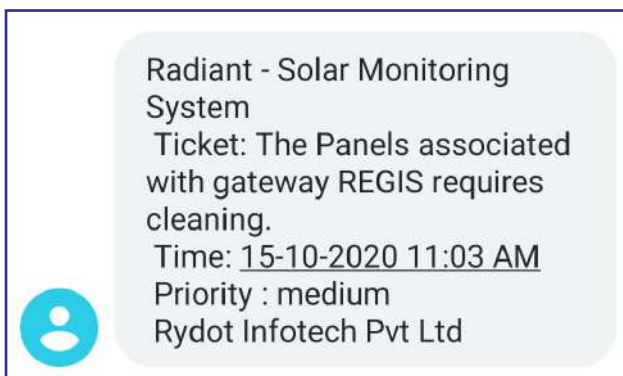 Radiant - Solar Monitoring
System
Ticket: The Panels associated
with gateway REGIS requires
cleaning.
Time: 15-10-2020 11:03 AM
Priority : medium
Rydot Infotech Pvt Ltd